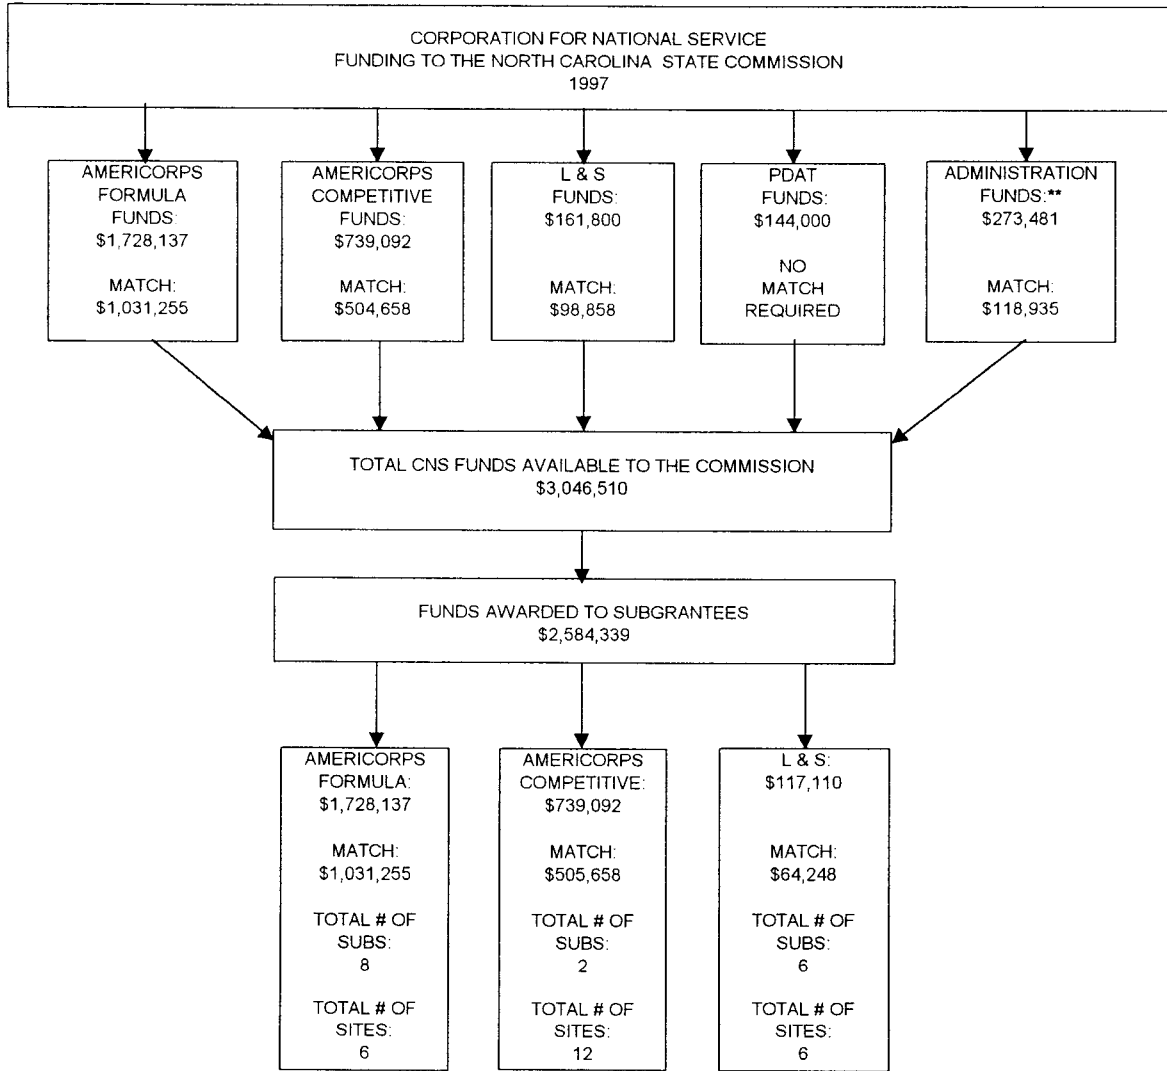 CORPORATION FOR NATIONAL SERVICE
FUNDING TO THE NORTH CAROLINA STATE COMMISSION
1997
AMERICORPS
FORMULA
FUNDS:
$1,728,137
MATCH:
$1,031,255
AMERICORPS
COMPETITIVE
FUNDS:
$739,092
MATCH:
$504,658
L & S
FUNDS:
$161,800
MATCH:
$98,858
PDAT
FUNDS:
$144,000
NO
MATCH
REQUIRED
ADMINISTRATION
FUNDS:**
$273,481
MATCH:
$118,935
TOTAL CNS FUNDS AVAILABLE TO THE COMMISSION
$3,046,510
FUNDS AWARDED TO SUBGRANTEES
$2,584,339
AMERICORPS
FORMULA:
$1,728,137
MATCH:
$1,031,255
TOTAL # OF
SUBS:
8
TOTAL # OF
SITES:
6
AMERICORPS
COMPETITIVE:
$739,092
MATCH:
$505,658
TOTAL # OF
SUBS:
2
TOTAL # OF
SITES:
12
L & S:
$117,110
MATCH:
$64,248
TOTAL # OF
SUBS:
6
TOTAL # OF
SITES:
6